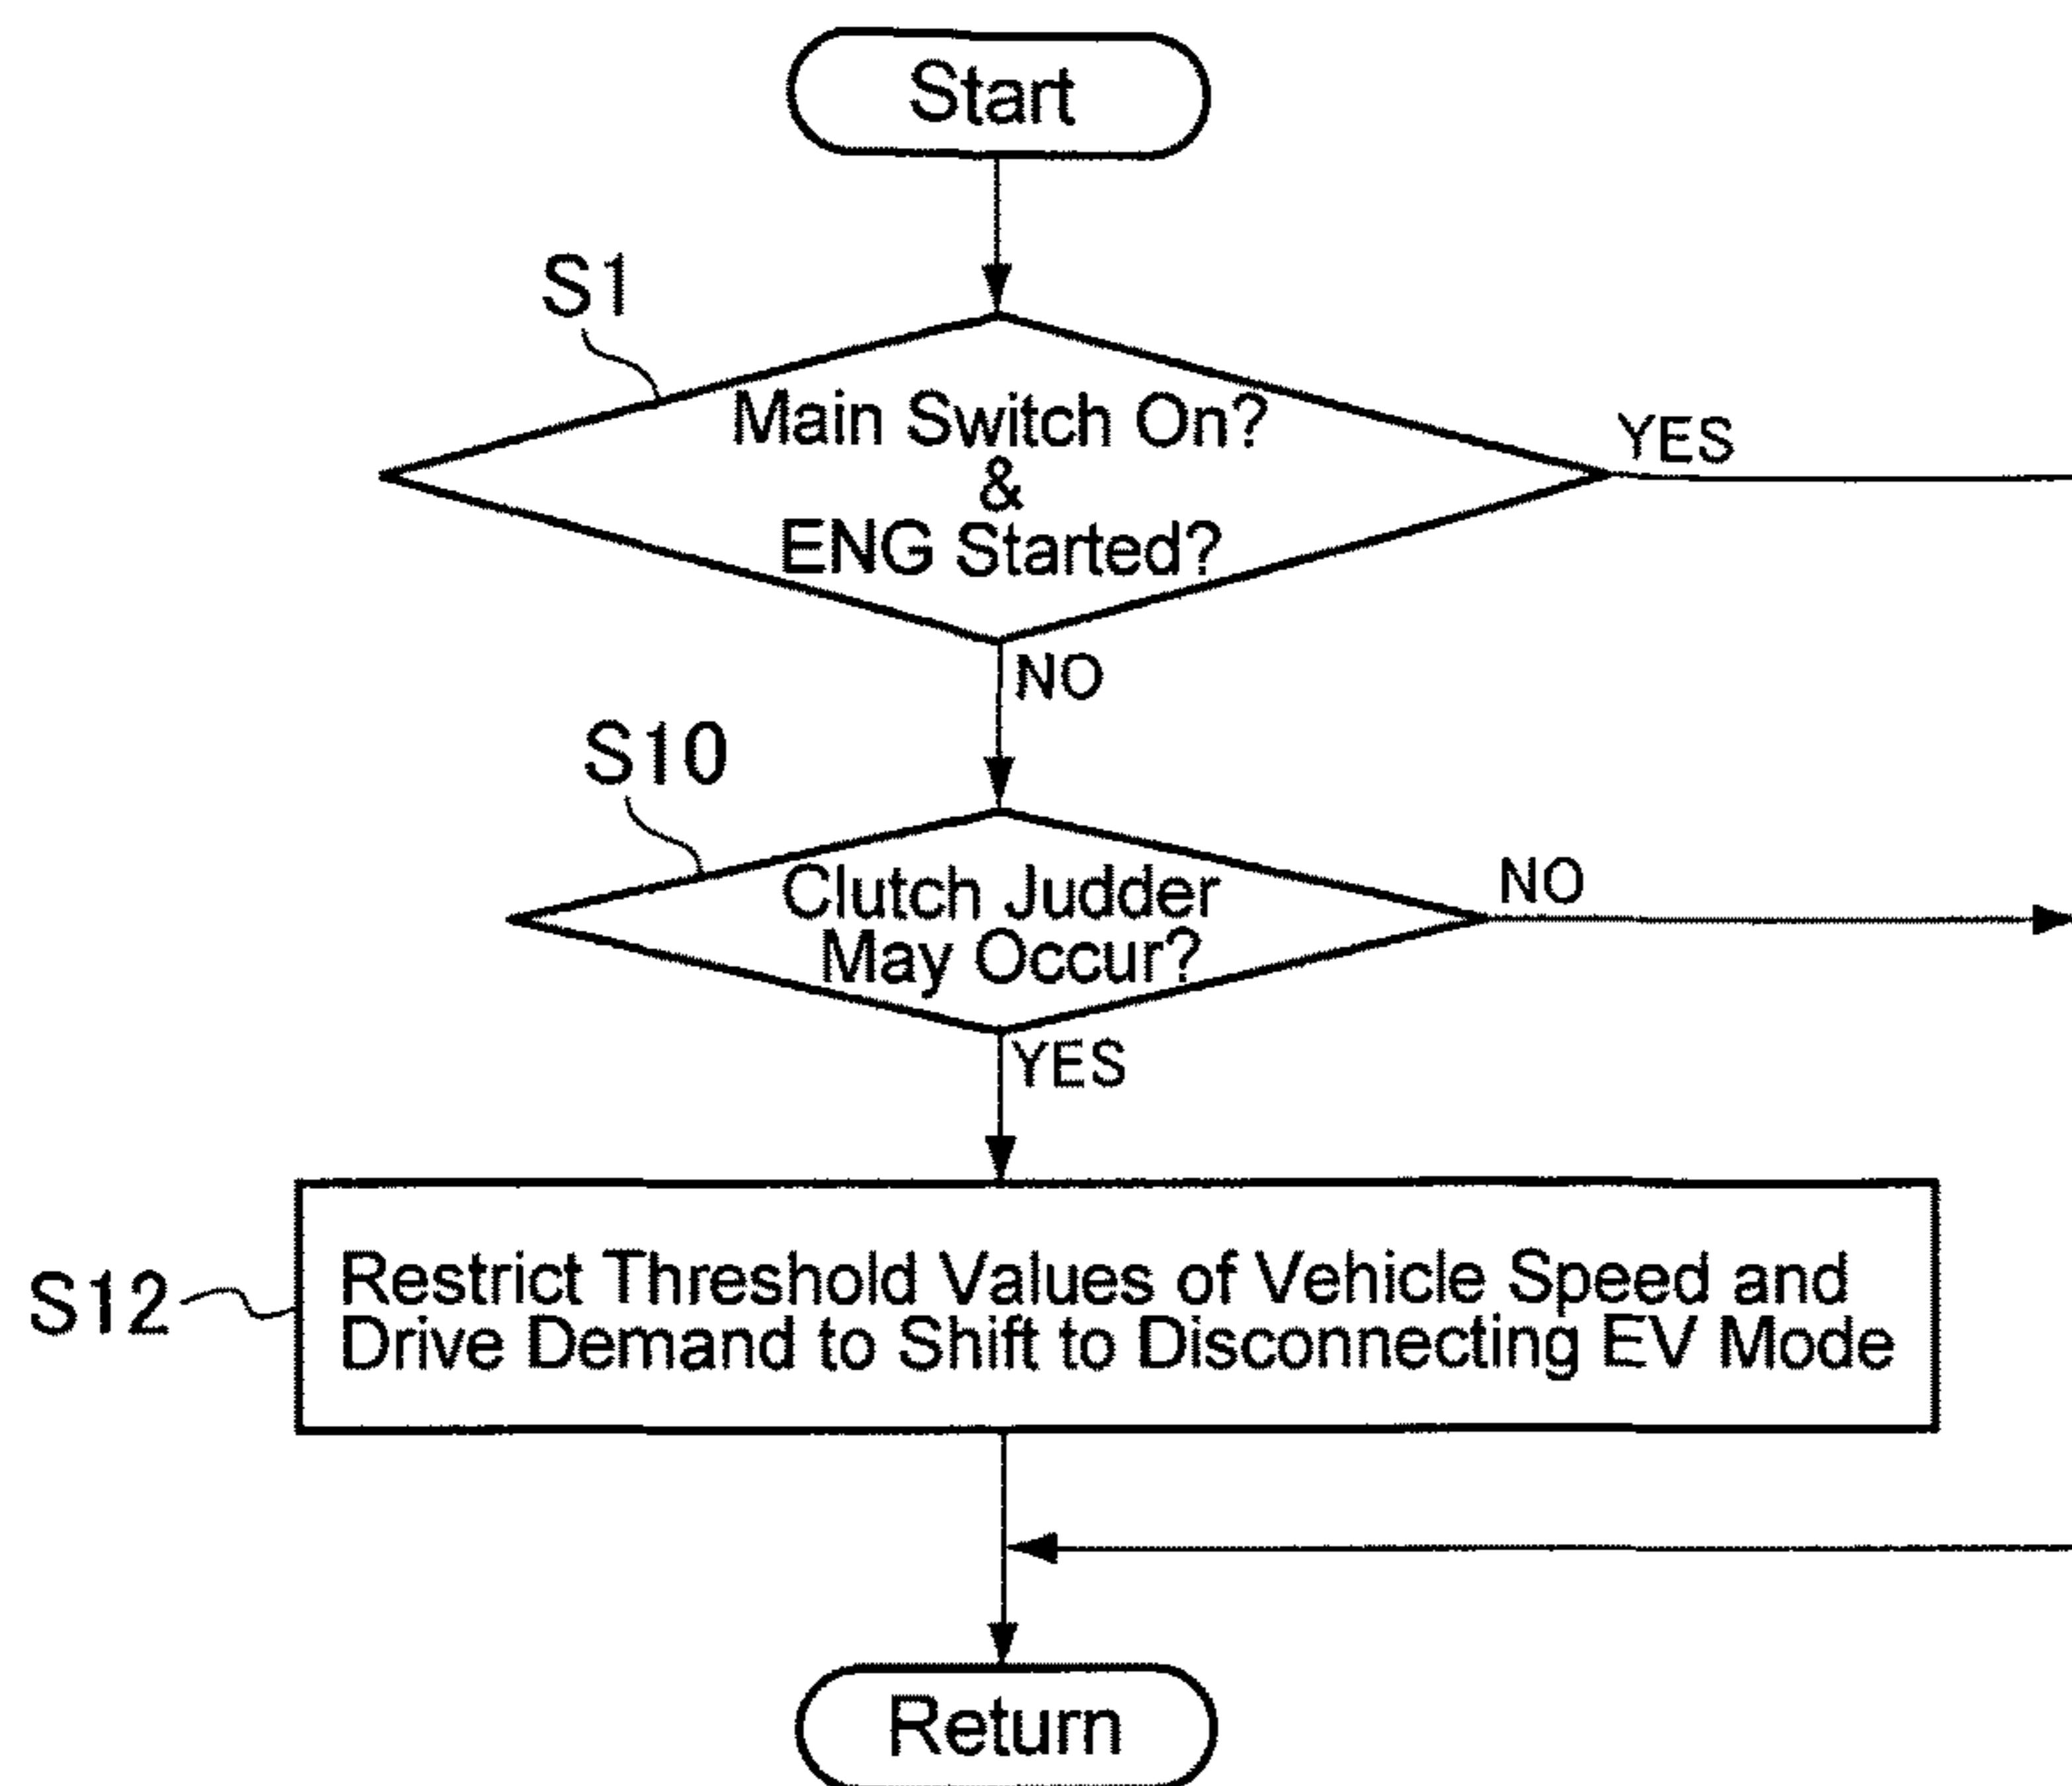 Start
S1
Main Switch On?
&
ENG Started?
YES
NO
S10
Clutch Judder
May Occur?
NO
YES
S12
Restrict Threshold Values of Vehicle Speed and
Drive Demand to Shift to Disconnecting EV Mode
Return